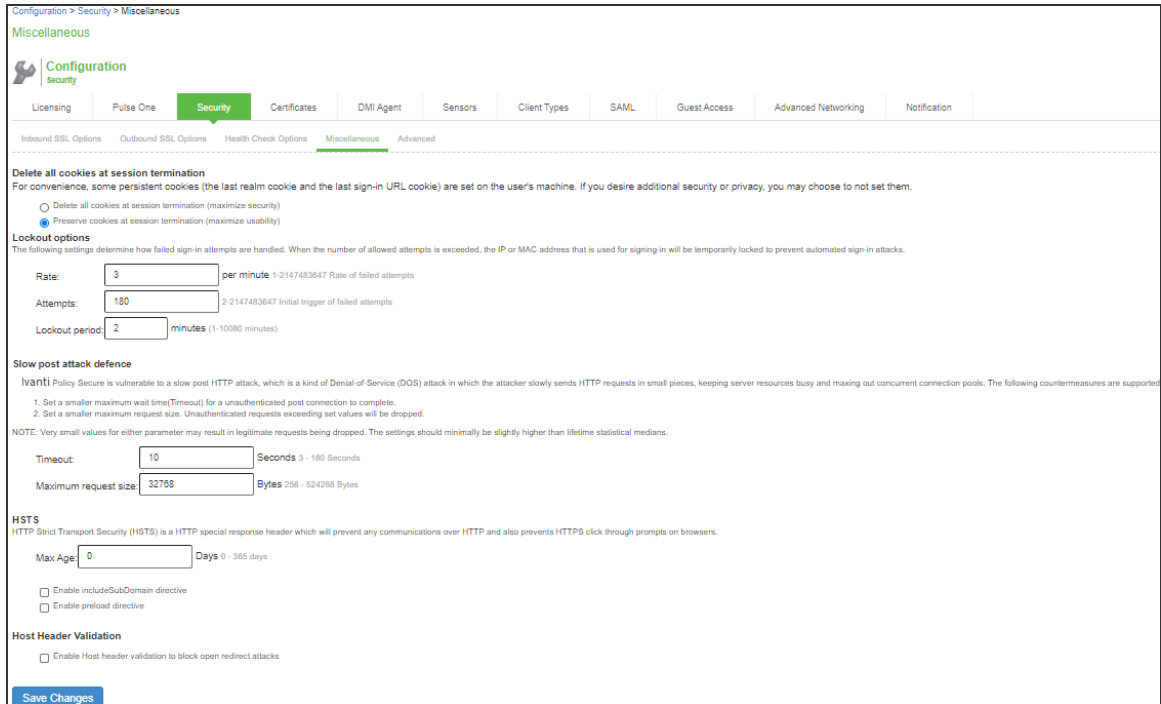 Configuration > Security > Miscellaneous
Miscellaneous
Configuration
Security
Licensing Pulse One Security Certificates DMI Agent Sensors Client Types SAML Guest Access Advanced Networking Notification
Inbound SSL Options Outbound SSL Options Health Check Options Miscellaneous Advanced
Delete all cookies at session termination
For convenience, some persistent cookies (the last realm cookie and the last sign-in URL cookie) are set on the user's machine. If you desire additional security or privacy, you may choose to not set them.
Delete all cookies at session termination (maximize security)
Preserve cookies at session termination (maximize usability)
Lockout options
The following settings determine how failed sign-in attempts are handled. When the number of allowed attempts is exceeded, the IP or MAC address that is used for signing-in will be temporarily locked to prevent automated sign-in attacks.
Rate: 3 per minute 1-2147483647 Rate of failed attempts
Attempts: 180 2-2147483647 Initial trigger of failed attempts
Lockout period: 2 minutes (1-10080 minutes)
Slow post attack defence
Ivanti Policy Secure is vulnerable to a slow post HTTP attack, which is a kind of Denial-of-Service (DOS) attack in which the attacker slowly sends HTTP requests in small pieces, keeping server resources busy and maxing out concurrent connection pools. The following countermeasures are supported
1. Set a smaller maximum wait time(Timeout) for a unauthenticated post connection to complete.
2. Set a smaller maximum request size. Unauthenticated requests exceeding set values will be dropped.
NOTE: Very small values for either parameter may result in legitimate requests being dropped. The settings should minimally be slightly higher than lifetime statistical medians.
Timeout: 10 Seconds 3 - 180 Seconds
Maximum request size: 32768 Bytes 256 - 524288 Bytes
HSTS
HTTP Strict Transport Security (HSTS) is a HTTP special response header which will prevent any communications over HTTP and also prevents HTTPS click through prompts on browsers.
Max Age: 0 Days 0 - 365 days
Enable includeSubDomain directive
Enable preload directive
Host Header Validation
Enable Host header validation to block open redirect attacks
Save Changes